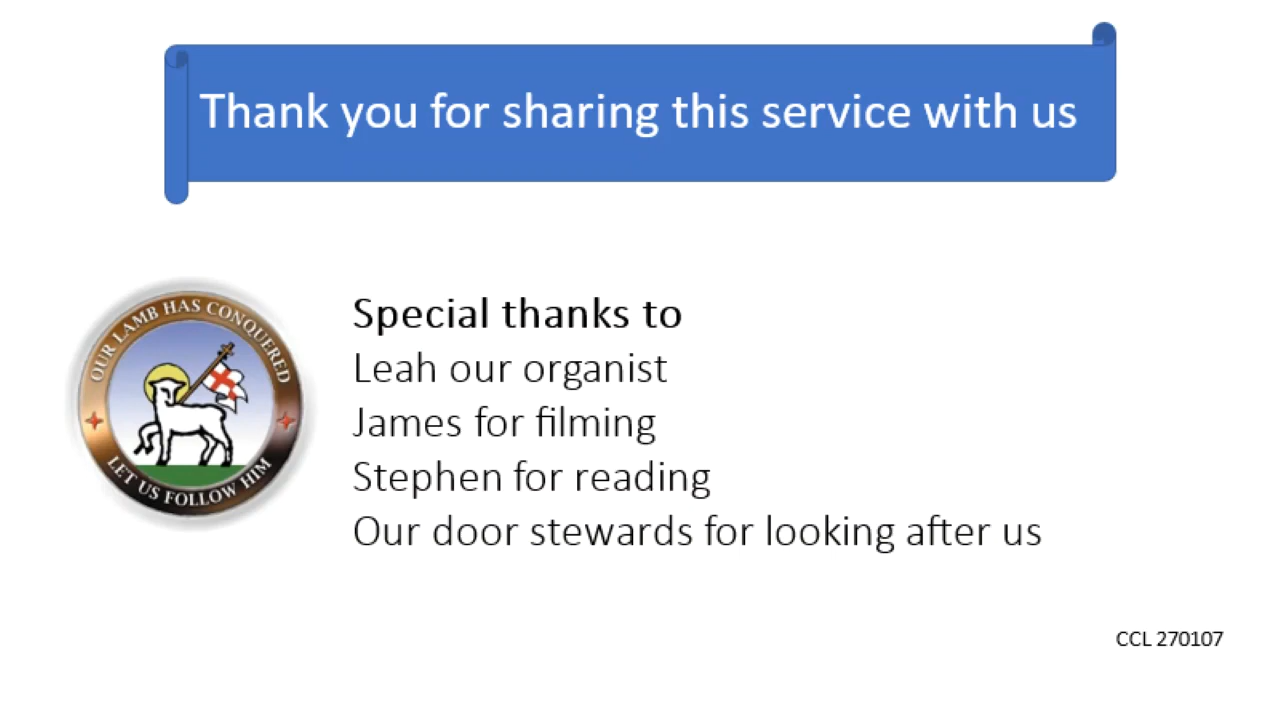 Thank you for sharing this service with us
OUR LAMB HAS CONQUERED
LET US FOLLOW HIM
Special thanks to
Leah our organist
James for filming
Stephen for reading
Our door stewards for looking after us
CCL 270107